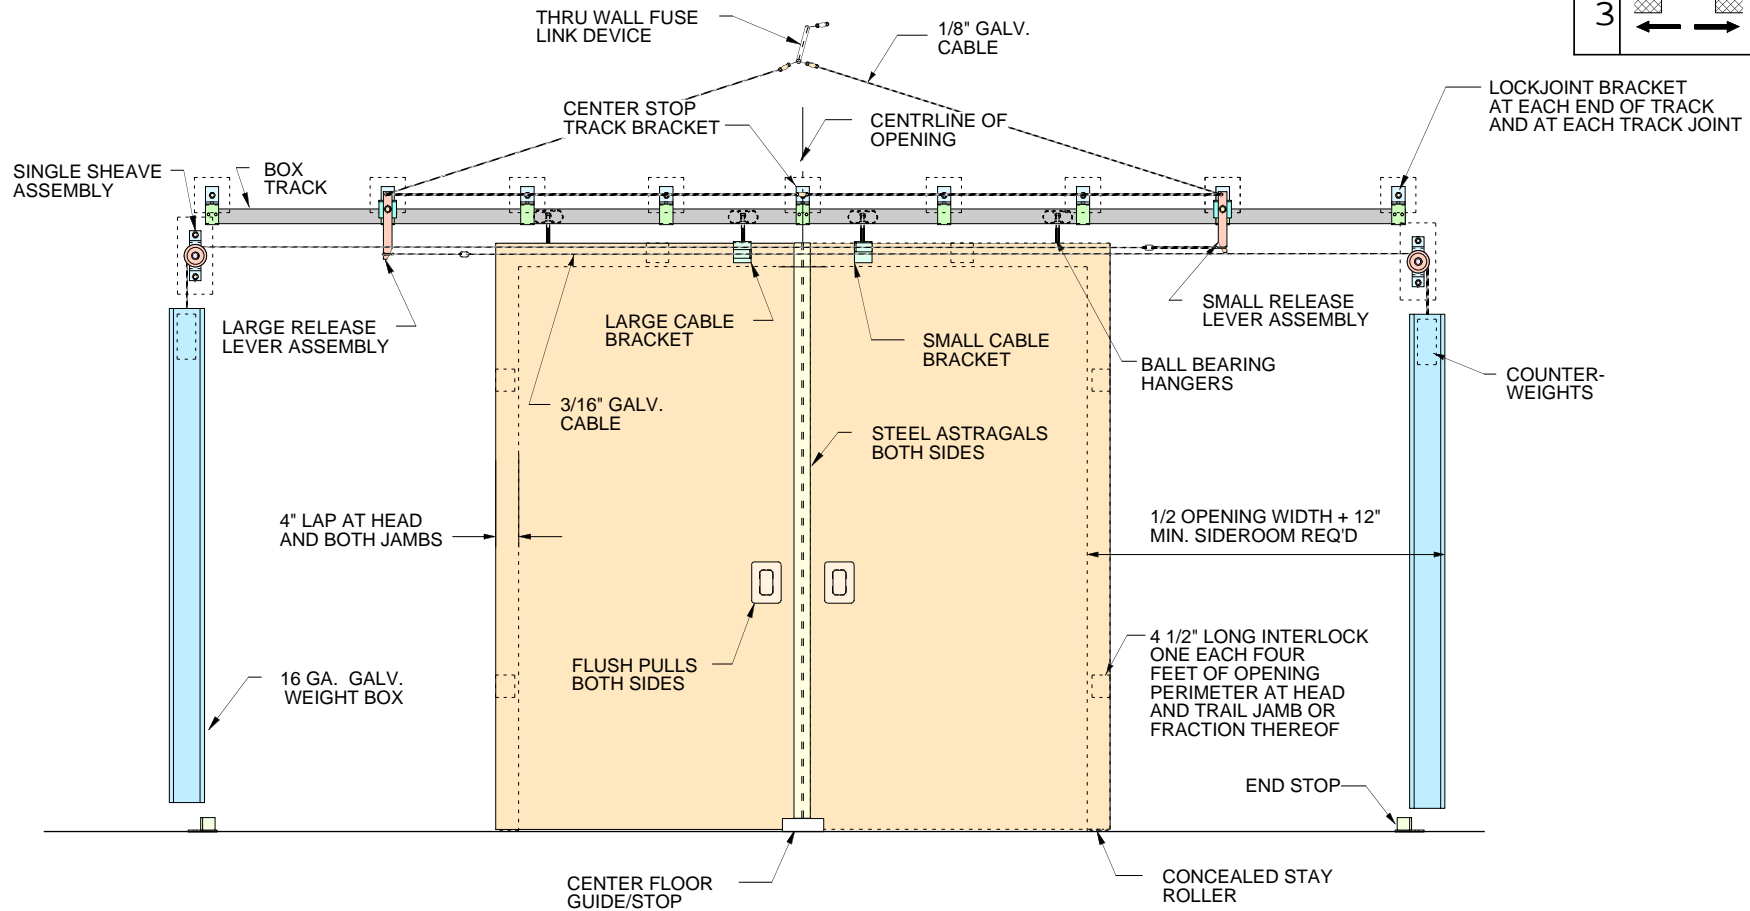 THRU WALL FUSE
LINK DEVICE
1/8" GALV.
CABLE
3
LOCKJOINT BRACKET
AT EACH END OF TRACK
AND AT EACH TRACK JOINT
CENTER STOP
TRACK BRACKET
CENTRLINE OF
OPENING
SINGLE SHEAVE
ASSEMBLY
BOX
TRACK
LARGE RELEASE
LEVER ASSEMBLY
LARGE CABLE
BRACKET
SMALL CABLE
BRACKET
SMALL RELEASE
LEVER ASSEMBLY
BALL BEARING
HANGERS
COUNTER-
WEIGHTS
3/16" GALV.
CABLE
STEEL ASTRAGALS
BOTH SIDES
4" LAP AT HEAD
AND BOTH JAMBS
1/2 OPENING WIDTH + 12"
MIN. SIDEROOM REQ'D
FLUSH PULLS
BOTH SIDES
16 GA. GALV.
WEIGHT BOX
4 1/2" LONG INTERLOCK
ONE EACH FOUR
FEET OF OPENING
PERIMETER AT HEAD
AND TRAIL JAMB OR
FRACTION THEREOF
END STOP
CENTER FLOOR
GUIDE/STOP
CONCEALED STAY
ROLLER